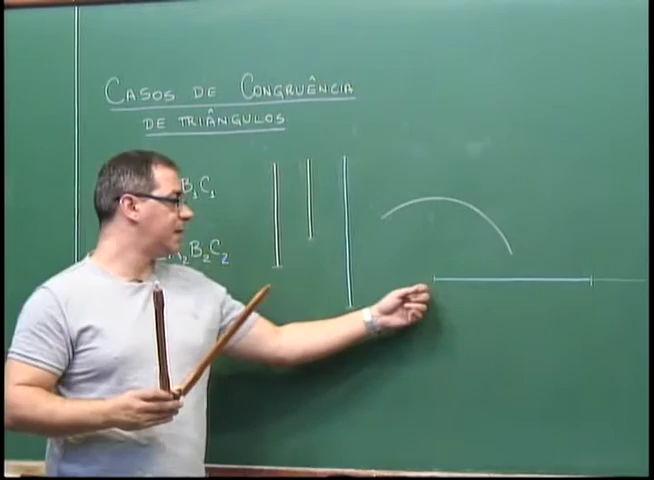 CASOS DE CONGRUÊNCIA
DE TRIÂNGULOS
B₁C₁
B₂C₂